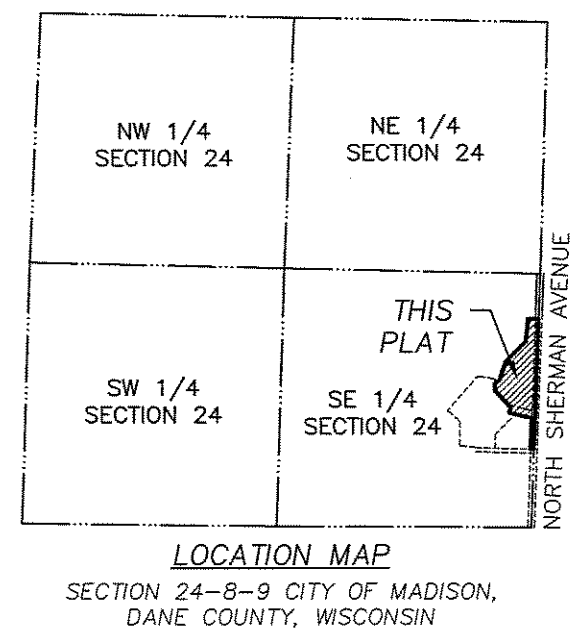 NW 1/4
SECTION 24
NE 1/4
SECTION 24
NORTH SHERMAN AVENUE
THIS
PLAT
SW 1/4
SECTION 24
SE 1/4
SECTION 24
LOCATION MAP
SECTION 24-8-9 CITY OF MADISON,
DANE COUNTY, WISCONSIN